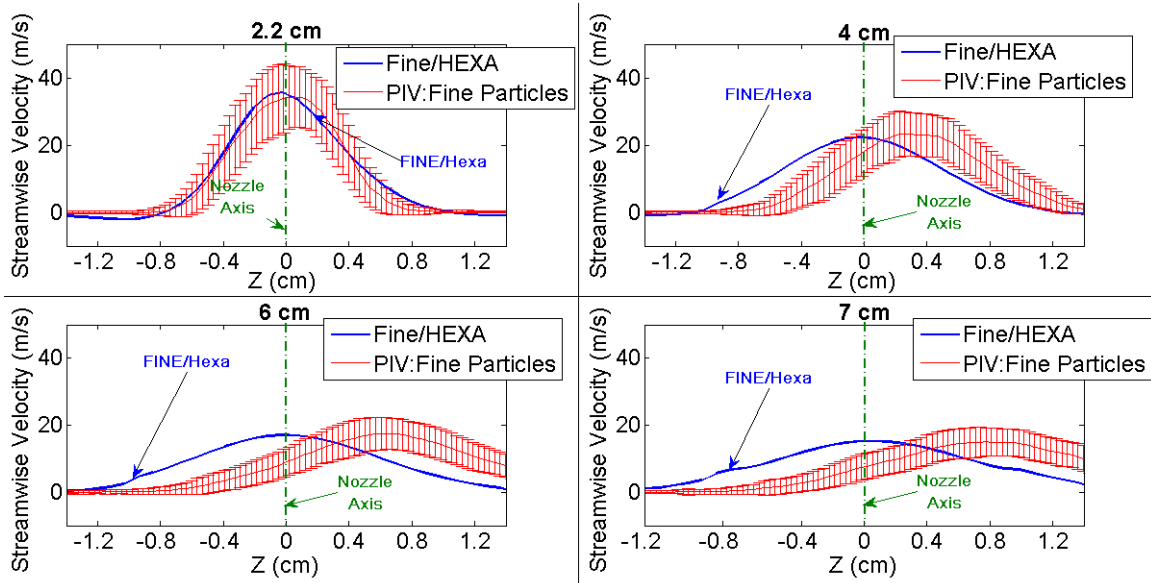 2.2 cm
Streamwise Velocity (m/s)
40
20
0
Fine/HEXA
PIV:Fine Particles
FINE/Hexa
Nozzle
Axis
-1.2 -0.8 -0.4 0 0.4 0.8 1.2
Z (cm)
4 cm
Streamwise Velocity (m/s)
40
20
0
Fine/HEXA
PIV:Fine Particles
FINE/Hexa
Nozzle
Axis
-1.2 -.8 -.4 0 0.4 0.8 1.2
Z (cm)
6 cm
Streamwise Velocity (m/s)
40
20
0
Fine/HEXA
PIV:Fine Particles
FINE/Hexa
Nozzle
Axis
-1.2 -0.8 -0.4 0 0.4 0.8 1.2
Z (cm)
7 cm
Streamwise Velocity (m/s)
40
20
0
Fine/HEXA
PIV:Fine Particles
FINE/Hexa
Nozzle
Axis
-1.2 -0.8 -0.4 0 0.4 0.8 1.2
Z (cm)